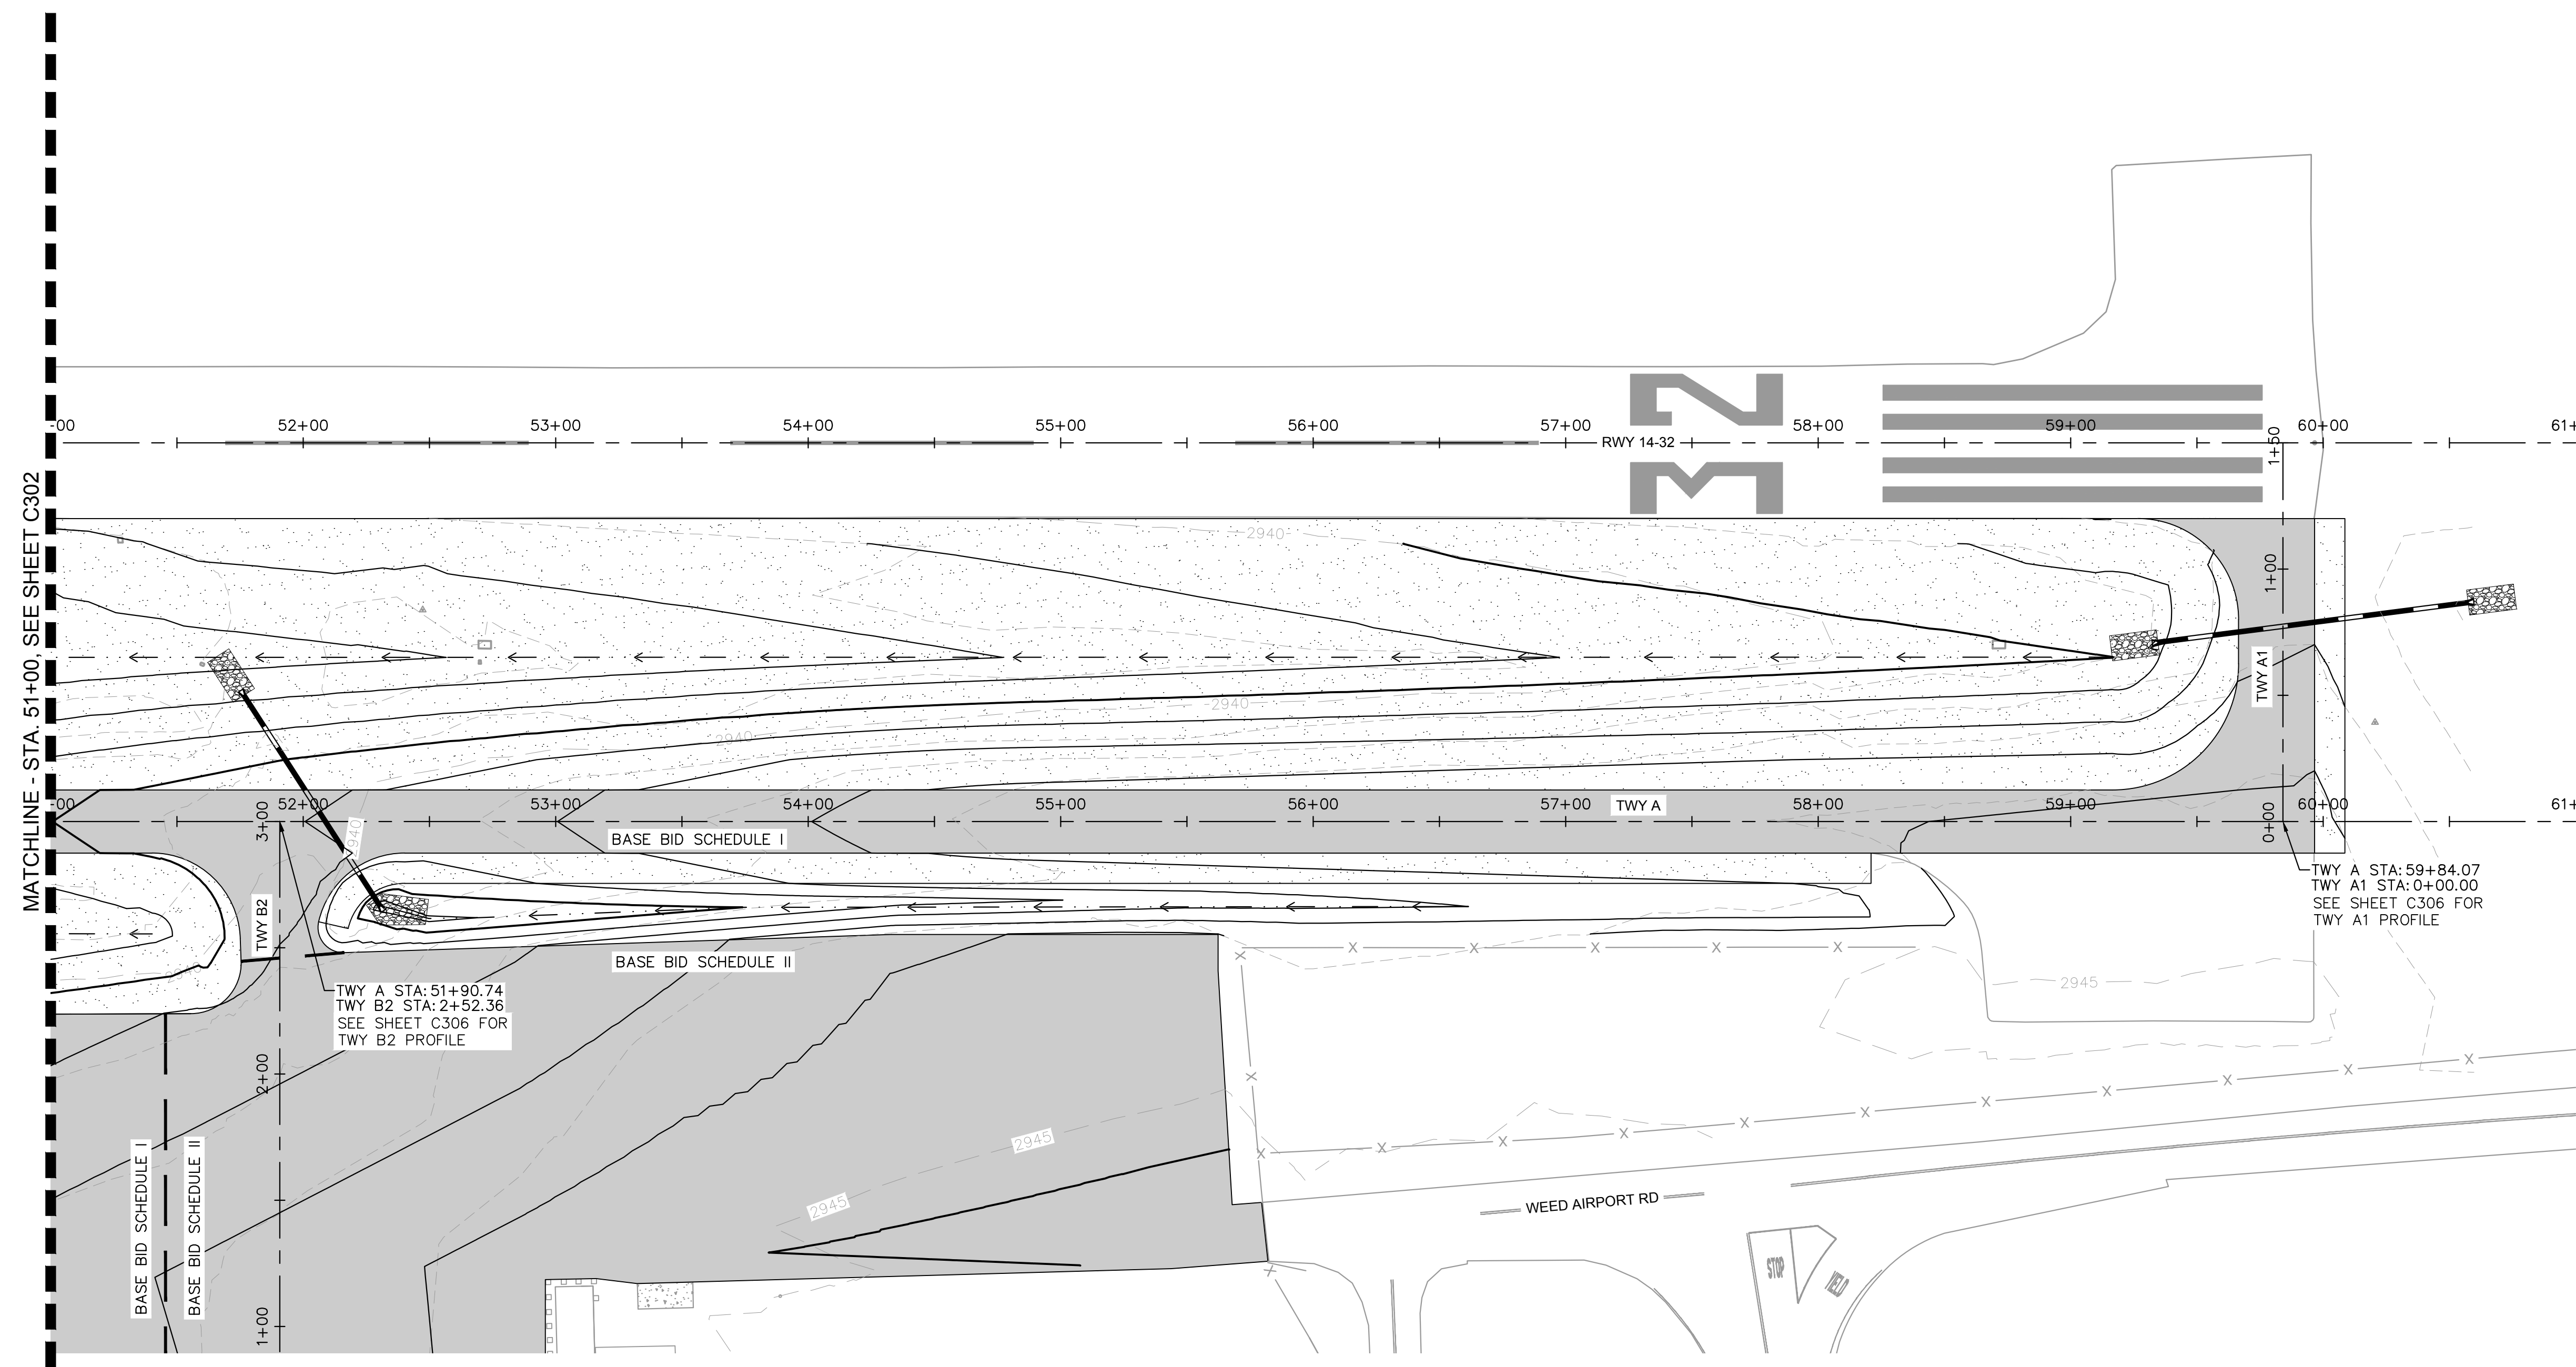 MATCHLINE - STA. 51+00, SEE SHEET C302
-00
52+00
53+00
54+00
55+00
56+00
57+00
58+00
59+00
60+00
61+
RWY 14-32
32
1+50
1+00
0+00
TWY A1
2940
2940
2940
2940
-00
52+00
53+00
54+00
55+00
56+00
57+00
58+00
59+00
60+00
61+
TWY A
BASE BID SCHEDULE I
BASE BID SCHEDULE II
3+00
2+00
1+00
TWY B2
TWY A STA: 59+84.07
TWY A1 STA: 0+00.00
SEE SHEET C306 FOR
TWY A1 PROFILE
TWY A STA: 51+90.74
TWY B2 STA: 2+52.36
SEE SHEET C306 FOR
TWY B2 PROFILE
2945
2945
2945
BASE BID SCHEDULE I
BASE BID SCHEDULE II
WEED AIRPORT RD
STOP
YIELD